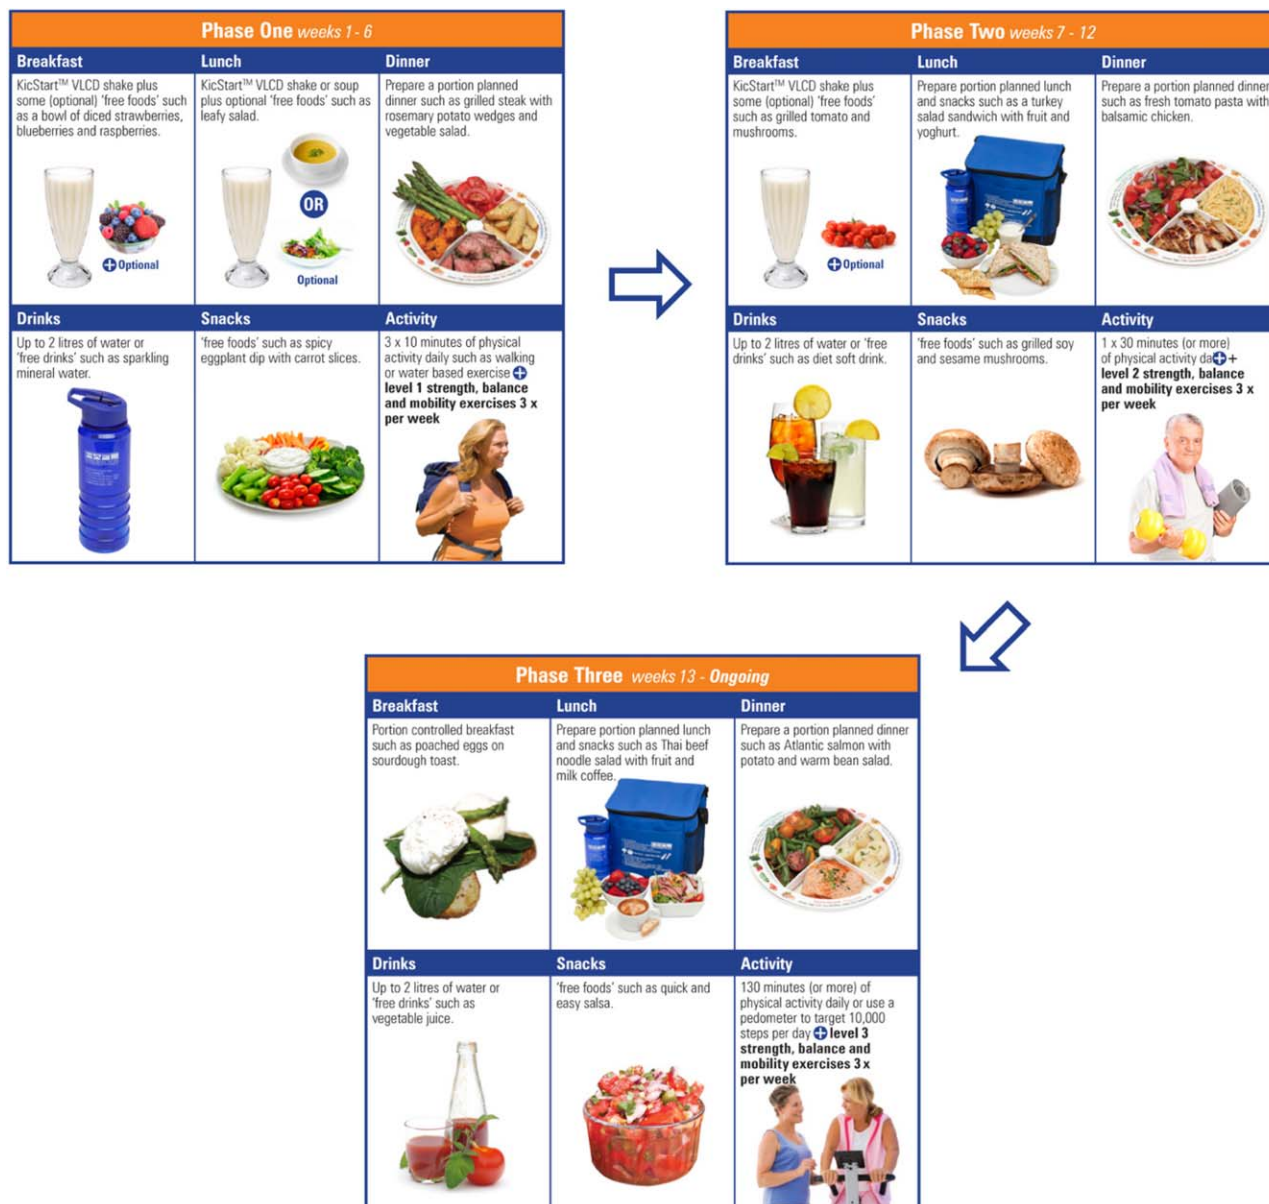 Phase One weeks 1 - 6
Breakfast
KicStart™ VLCD shake plus
some (optional) 'free foods' such
as a bowl of diced strawberries,
blueberries and raspberries.
+ Optional
Lunch
KicStart™ VLCD shake or soup
plus optional 'free foods' such as
leafy salad.
OR
Optional
Dinner
Prepare a portion planned
dinner such as grilled steak with
rosemary potato wedges and
vegetable salad.
Drinks
Up to 2 litres of water or
'free drinks' such as sparkling
mineral water.
Snacks
'free foods' such as spicy
eggplant dip with carrot slices.
Activity
3 x 10 minutes of physical
activity daily such as walking
or water based exercise +
level 1 strength, balance
and mobility exercises 3 x
per week
Phase Two weeks 7 - 12
Breakfast
KicStart™ VLCD shake plus
some (optional) 'free foods'
such as grilled tomato and
mushrooms.
+ Optional
Lunch
Prepare portion planned lunch
and snacks such as a turkey
salad sandwich with fruit and
yoghurt.
Dinner
Prepare a portion planned dinner
such as fresh tomato pasta with
balsamic chicken.
Drinks
Up to 2 litres of water or 'free
drinks' such as diet soft drink.
Snacks
'free foods' such as grilled soy
and sesame mushrooms.
Activity
1 x 30 minutes (or more)
of physical activity da + +
level 2 strength, balance
and mobility exercises 3 x
per week
Phase Three weeks 13 - Ongoing
Breakfast
Portion controlled breakfast
such as poached eggs on
sourdough toast.
Lunch
Prepare portion planned lunch
and snacks such as Thai beef
noodle salad with fruit and
milk coffee.
Dinner
Prepare a portion planned dinner
such as Atlantic salmon with
potato and warm bean salad.
Drinks
Up to 2 litres of water or
'free drinks' such as
vegetable juice.
Snacks
'free foods' such as quick and
easy salsa.
Activity
130 minutes (or more) of
physical activity daily or use a
pedometer to target 10,000
steps per day + level 3
strength, balance and
mobility exercises 3 x
per week